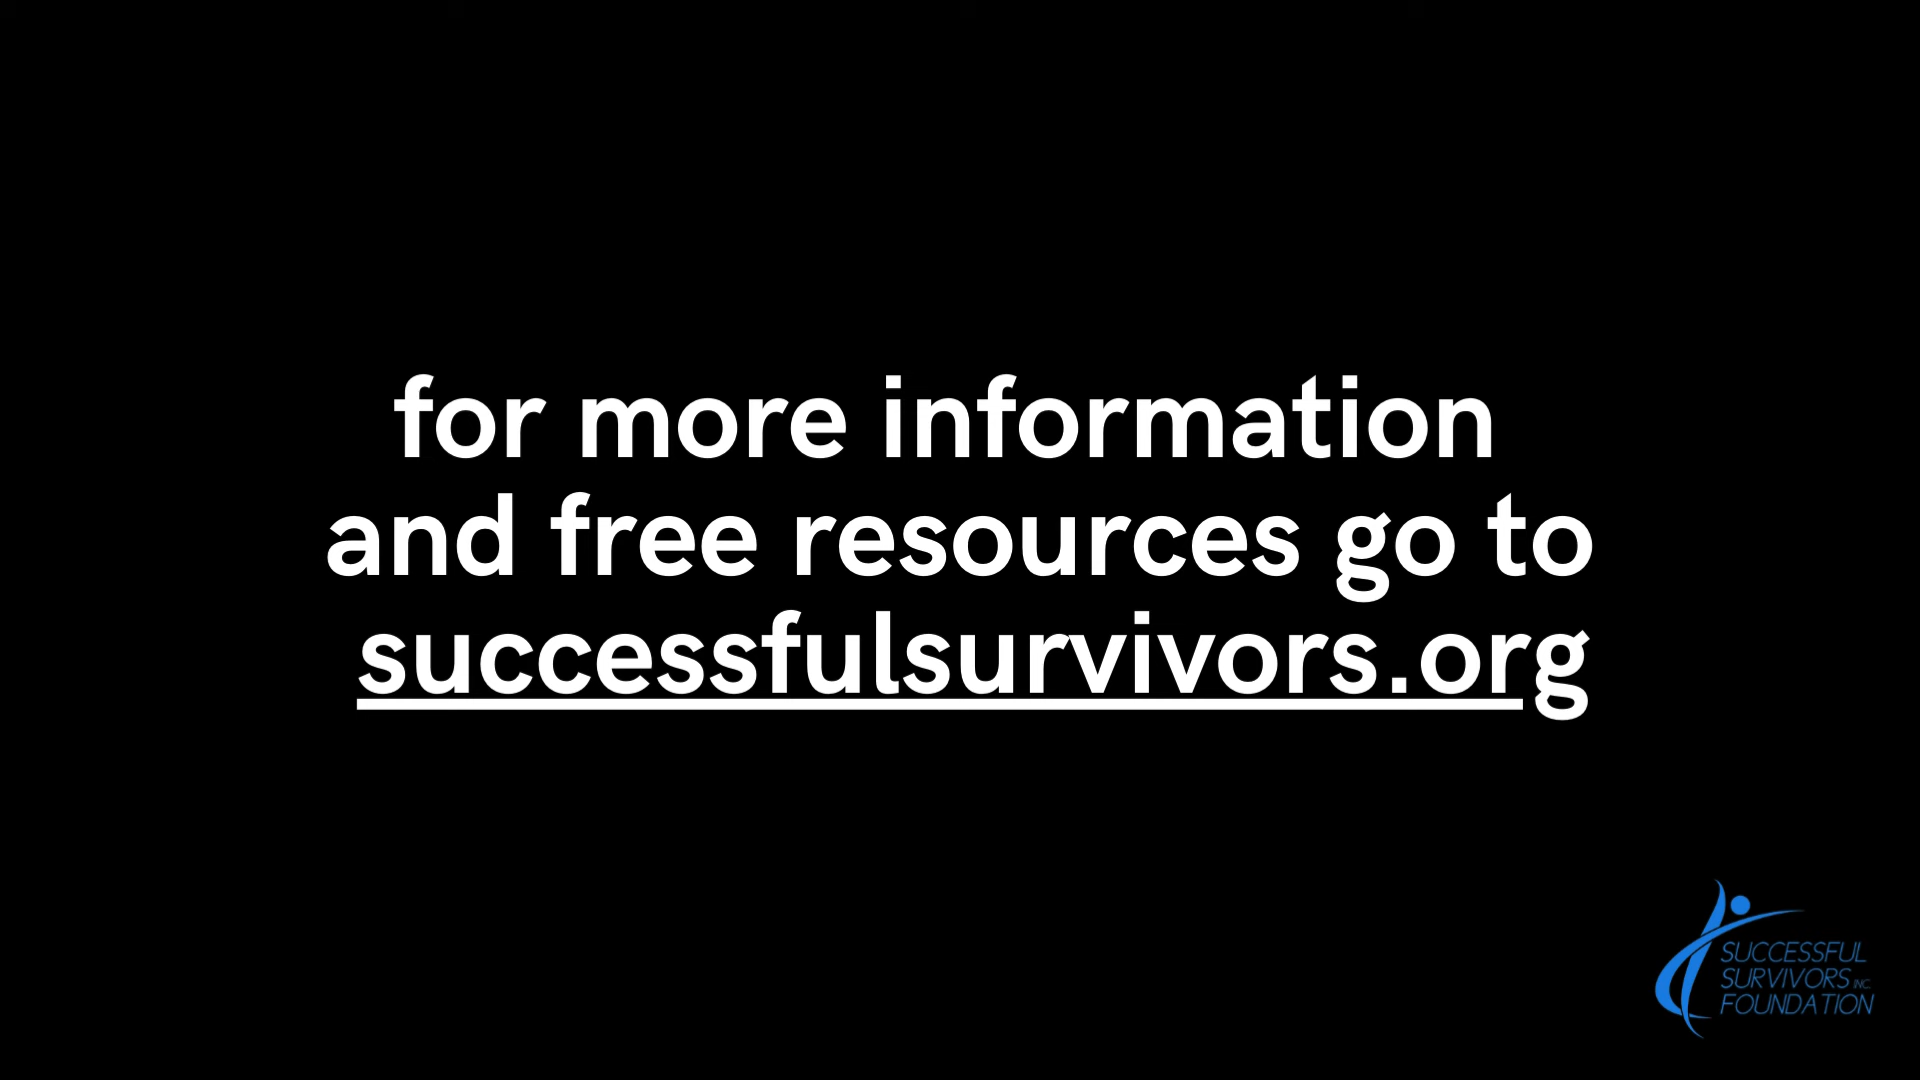 for more information
and free resources go to
successfulsurvivors.org
SUCCESSFUL
SURVIVORS INC.
FOUNDATION